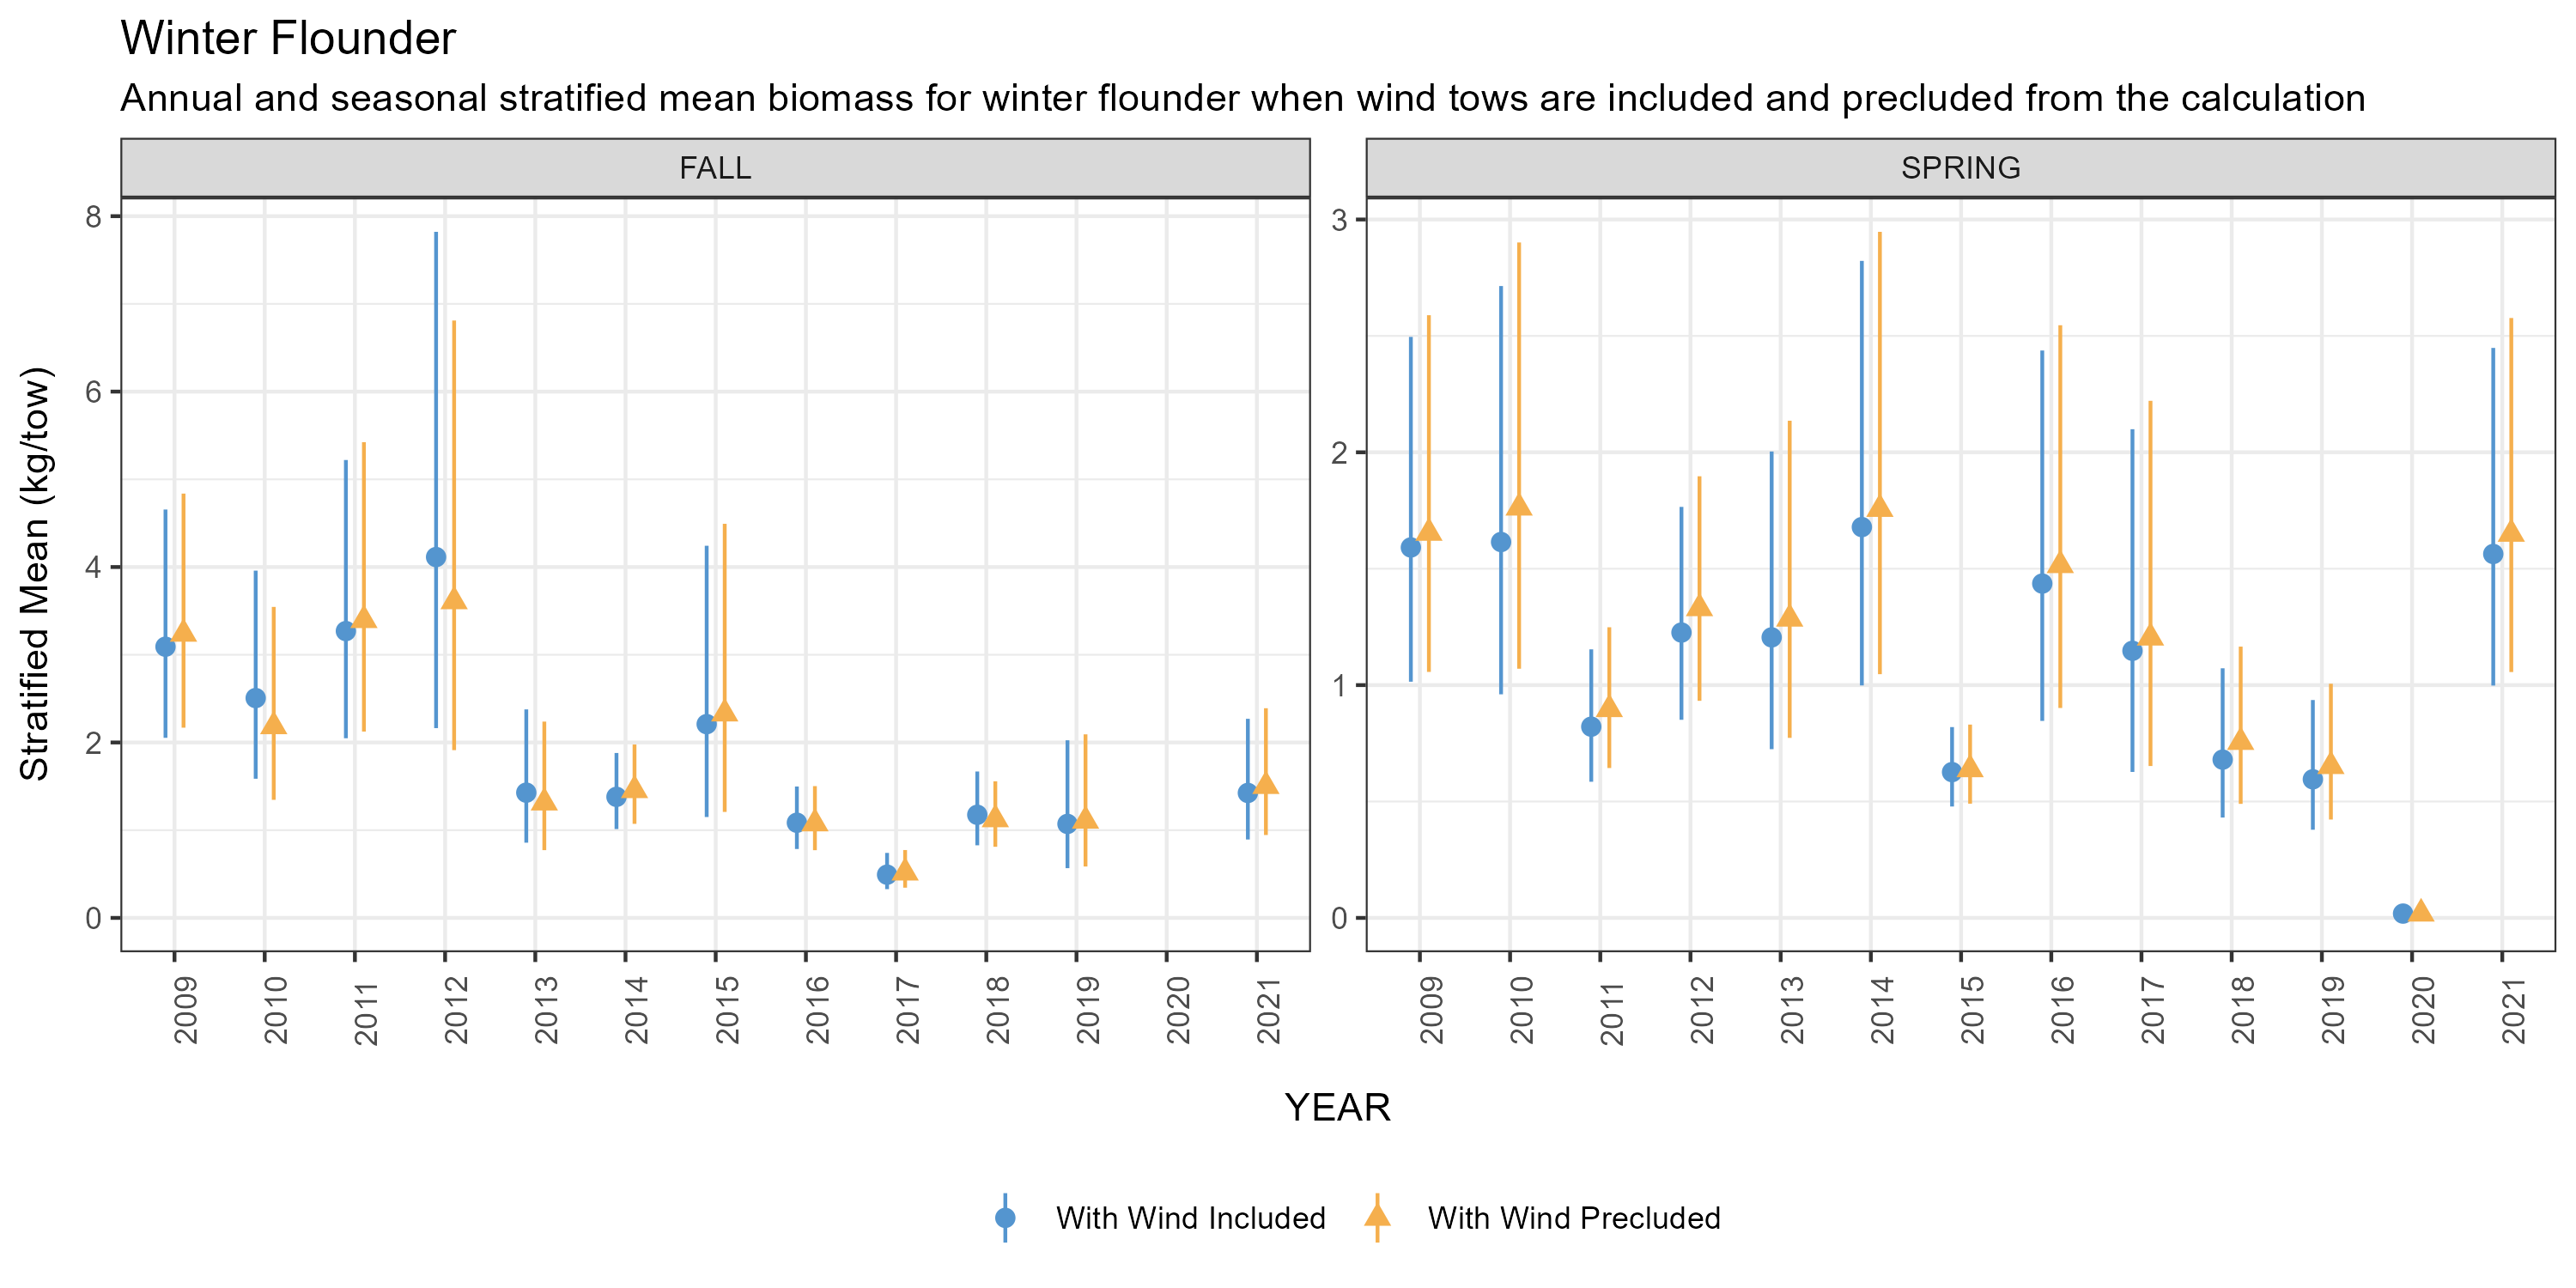 Winter Flounder
Annual and seasonal stratified mean biomass for winter flounder when wind tows are included and precluded from the calculation
FALL
SPRING
Stratified Mean (kg/tow)
8
6
4
2
0
3
2
1
0
2009 2010 2011 2012 2013 2014 2015 2016 2017 2018 2019 2020 2021
2009 2010 2011 2012 2013 2014 2015 2016 2017 2018 2019 2020 2021
YEAR
With Wind Included
With Wind Precluded